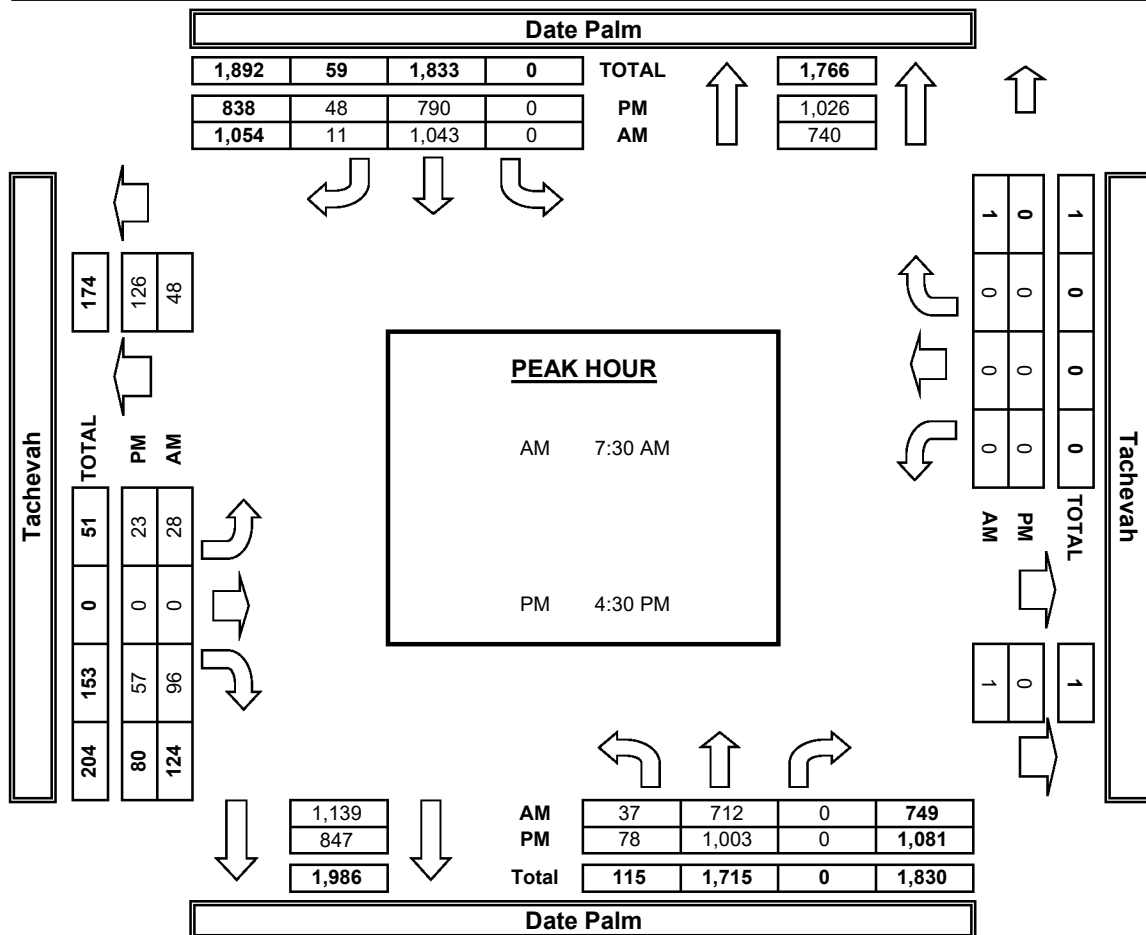 Date Palm
1,892 59 1,833 0 TOTAL 1,766
838 48 790 0 PM 1,026
1,054 11 1,043 0 AM 740
Tachevah
174 126 48
TOTAL PM AM
51 23 28
0 0 0
153 57 96
204 80 124
PEAK HOUR
AM 7:30 AM
PM 4:30 PM
1 0 1
0 0 0
0 0 0
0 0 0
AM PM TOTAL
1 0 1
Tachevah
1,139 AM 37 712 0 749
847 PM 78 1,003 0 1,081
1,986 Total 115 1,715 0 1,830
Date Palm